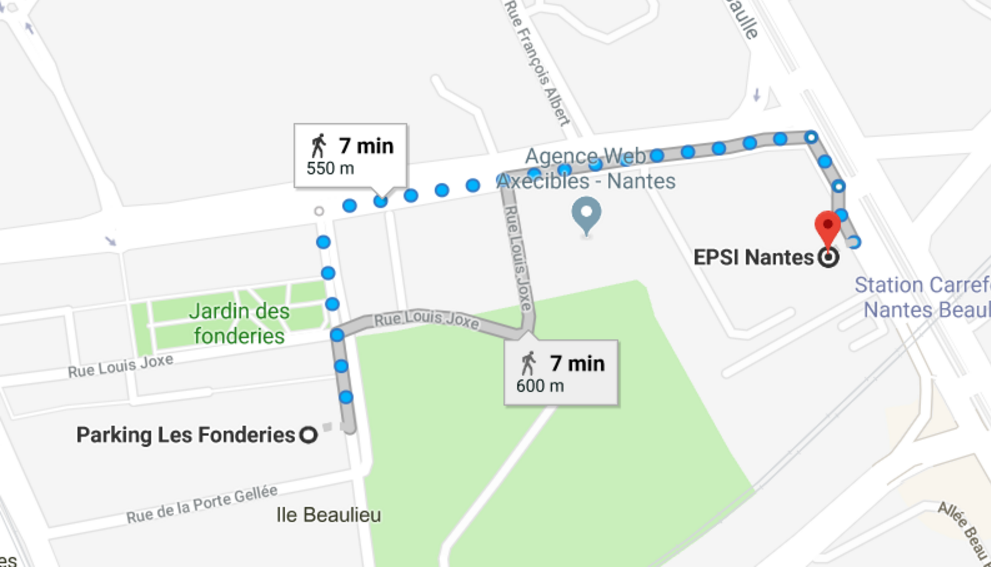 Rue François Albert
7 min
550 m
Agence Web
Axecibles - Nantes
Rue Louis Joxe
EPSI Nantes
Jardin des
fonderies
Station Carref
Nantes Beaul
Rue Louis Joxe
Rue Louis Joxe
7 min
600 m
Parking Les Fonderies
Rue de la Porte Gellée
Ile Beaulieu
Allée Beau
es